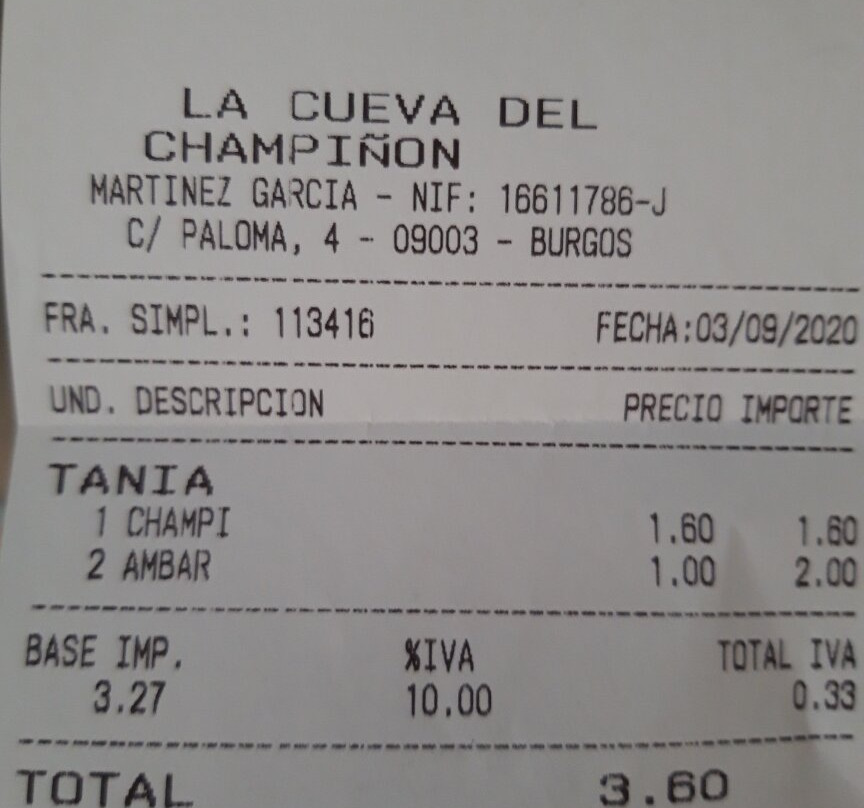 LA CUEVA DEL
CHAMPIÑON
MARTINEZ GARCIA - NIF: 16611786-J
C/ PALOMA, 4 - 09003 - BURGOS
FRA. SIMPL.: 113416 FECHA:03/09/2020
UND. DESCRIPCION PRECIO IMPORTE
TANIA
1 CHAMPI 1.60 1.60
2 AMBAR 1.00 2.00
BASE IMP. %IVA TOTAL IVA
3.27 10.00 0.33
TOTAL 3.60